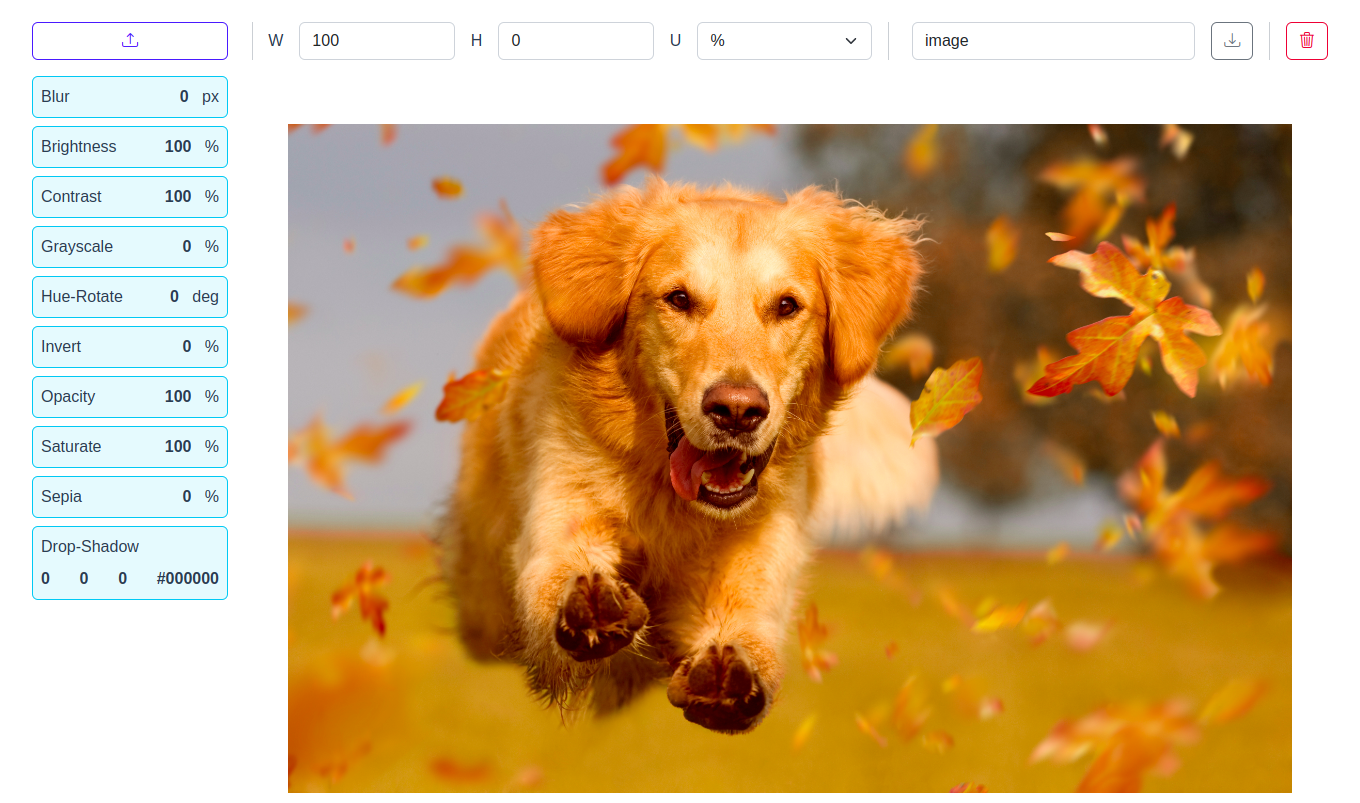 W 100 H 0 U % image
Blur 0 px
Brightness 100 %
Contrast 100 %
Grayscale 0 %
Hue-Rotate 0 deg
Invert 0 %
Opacity 100 %
Saturate 100 %
Sepia 0 %
Drop-Shadow
0 0 0 #000000